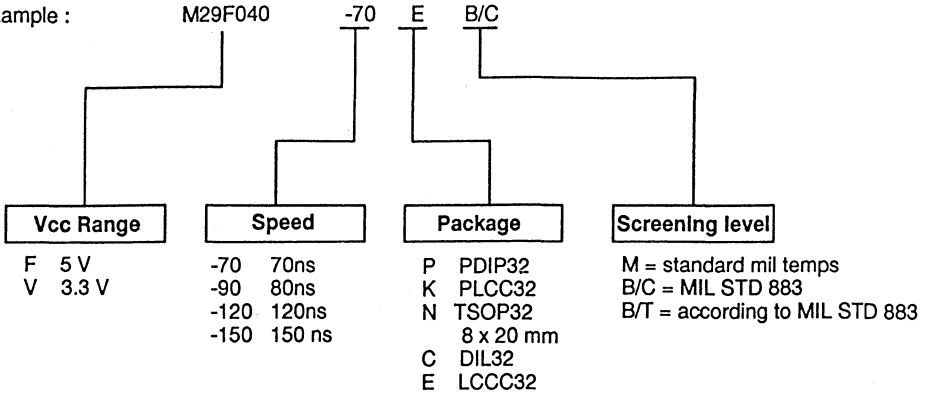 ample : M29F040 -70 E B/C
Vcc Range
F 5 V
V 3.3 V
Speed
-70 70ns
-90 80ns
-120 120ns
-150 150 ns
Package
P PDIP32
K PLCC32
N TSOP32
8 x 20 mm
C DIL32
E LCCC32
Screening level
M = standard mil temps
B/C = MIL STD 883
B/T = according to MIL STD 883